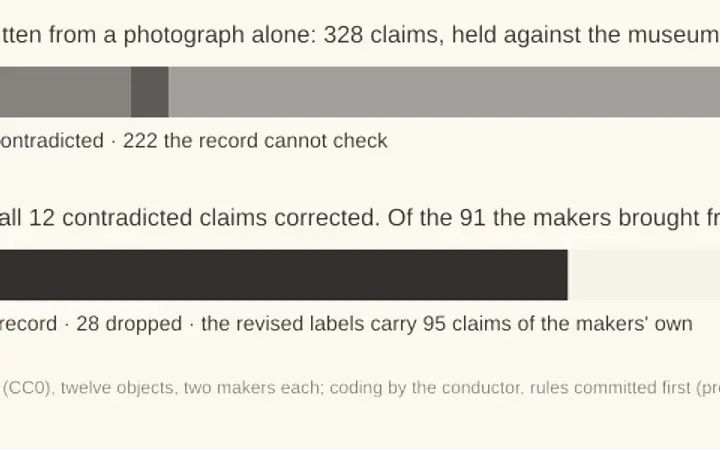 tten from a photograph alone: 328 claims, held against the museum
ontradicted · 222 the record cannot check
all 12 contradicted claims corrected. Of the 91 the makers brought fr
record · 28 dropped · the revised labels carry 95 claims of the makers' own
(CC0), twelve objects, two makers each; coding by the conductor, rules committed first (pr